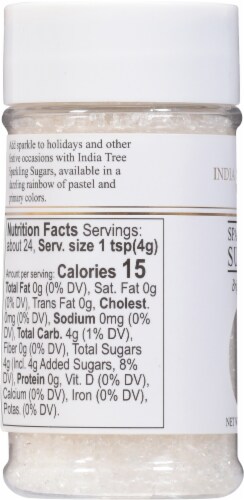 Add sparkle to holidays and other
festive occasions with India Tree
Sparkling Sugars, available in a
dazzling rainbow of pastel and
primary colors.
INDIA
Nutrition Facts Servings:
about 24, Serv. size 1 tsp(4g)
Amount per serving: Calories 15
Total Fat 0g (0% DV), Sat. Fat 0g
(0% DV), Trans Fat 0g, Cholest.
0mg (0% DV), Sodium 0mg (0%
DV), Total Carb. 4g (1% DV),
Fiber 0g (0% DV), Total Sugars
4g (Incl. 4g Added Sugars, 8%
DV), Protein 0g, Vit. D (0% DV),
Calcium (0% DV), Iron (0% DV),
Potas. (0% DV).
SP
SU
NET W